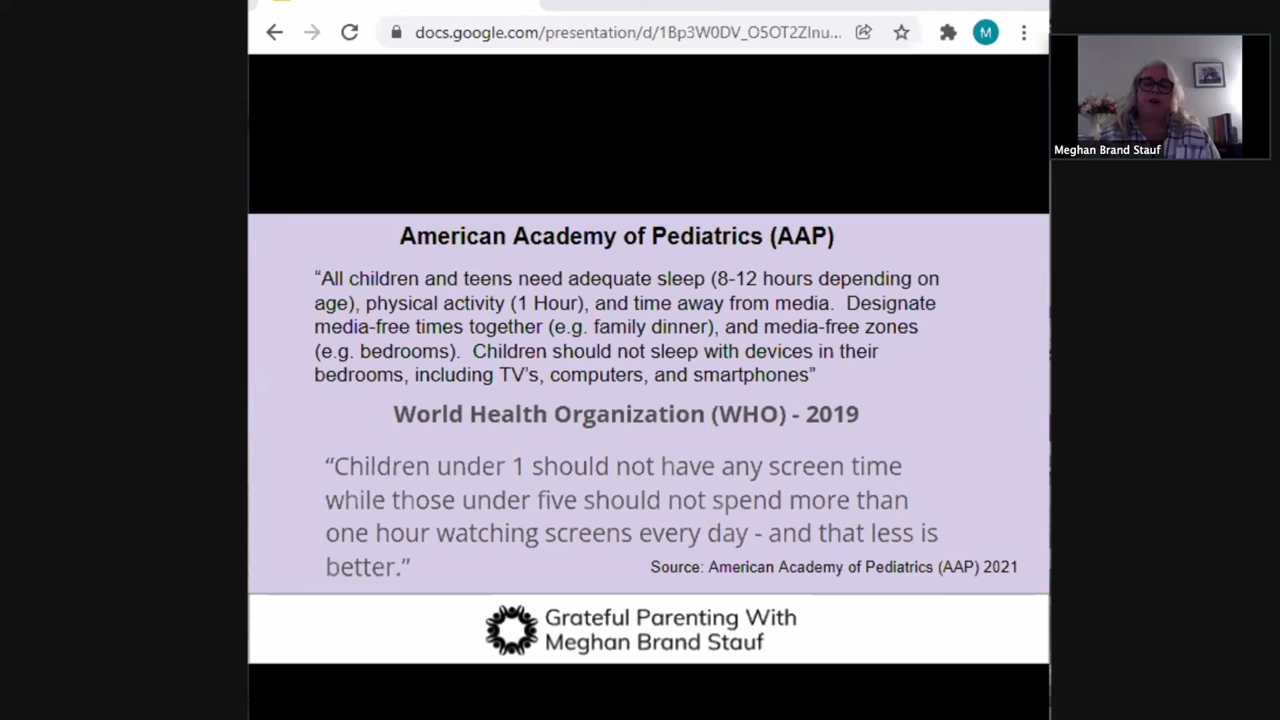 docs.google.com/presentation/d/1Bp3W0DV_O5OT2ZInu...
M
Meghan Brand Stauf
American Academy of Pediatrics (AAP)
“All children and teens need adequate sleep (8-12 hours depending on
age), physical activity (1 Hour), and time away from media.  Designate
media-free times together (e.g. family dinner), and media-free zones
(e.g. bedrooms).  Children should not sleep with devices in their
bedrooms, including TV’s, computers, and smartphones”
World Health Organization (WHO) - 2019
“Children under 1 should not have any screen time
while those under five should not spend more than
one hour watching screens every day - and that less is
better.”
Source: American Academy of Pediatrics (AAP) 2021
Grateful Parenting With
Meghan Brand Stauf